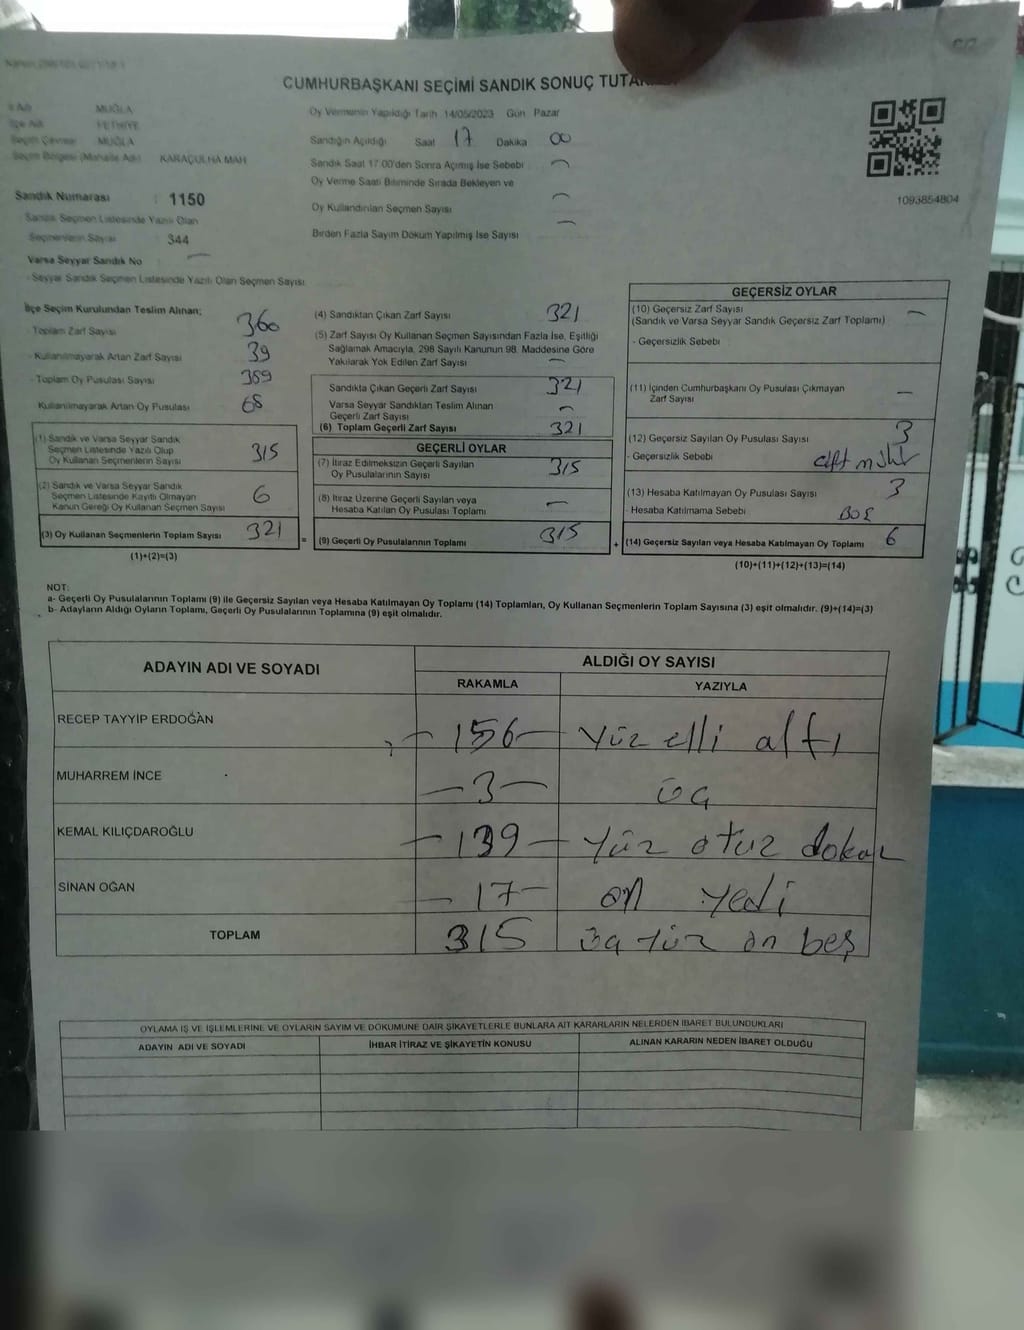 CUMHURBAŞKANI SEÇİMİ SANDIK SONUÇ
İl Adı MUĞLA
İlçe Adı FETHİYE
Seçim Çevresi MUĞLA
Seçim Bölgesi (Mahalle Adı) KARAÇULHA MAH
Sandık Numarası : 1150
Sandık Seçmen Listesinde Yazılı Olan
Seçmenlerin Sayısı : 344
Varsa Seyyar Sandık No :
- Seyyar Sandık Seçmen Listesinde Yazılı Olan Seçmen Sayısı
Oy Vermenin Yapıldığı Tarih 14/05/2023 Gün Pazar
Sandığın Açıldığı Saat 17 Dakika 00
Sandık Saat 17:00'den Sonra Açımış İse Sebebi
Oy Verme Saati Bitiminde Sırada Bekleyen ve
Oy Kullandırılan Seçmen Sayısı
Birden Fazla Sayım Döküm Yapılmış İse Sayısı
1093854804
İlçe Seçim Kurulundan Teslim Alınan;
- Toplam Zarf Sayısı 360
- Kullanılmayarak Artan Zarf Sayısı 39
- Toplam Oy Pusulası Sayısı 389
Kullanılmayarak Artan Oy Pusulası 68
(1) Sandık ve Varsa Seyyar Sandık
Seçmen Listesinde Yazılı Olup
Oy Kullanan Seçmenlerin Sayısı 315
(2) Sandık ve Varsa Seyyar Sandık
Seçmen Listesinde Kayıtlı Olmayan
Kanun Gereği Oy Kullanan Seçmen Sayısı 6
(3) Oy Kullanan Seçmenlerin Toplam Sayısı 321
(1)+(2)=(3)
(4) Sandıktan Çıkan Zarf Sayısı 321
(5) Zarf Sayısı Oy Kullanan Seçmen Sayısından Fazla İse, Eşitliği
Sağlamak Amacıyla, 298 Sayılı Kanunun 98. Maddesine Göre
Yakılarak Yok Edilen Zarf Sayısı
Sandıkta Çıkan Geçerli Zarf Sayısı 321
Varsa Seyyar Sandıktan Teslim Alınan
Geçerli Zarf Sayısı
(6) Toplam Geçerli Zarf Sayısı 321
GEÇERLİ OYLAR
(7) İtiraz Edilmeksizin Geçerli Sayılan
Oy Pusulalarının Sayısı 315
(8) İtiraz Üzerine Geçerli Sayılan veya
Hesaba Katılan Oy Pusulası Toplamı
= (9) Geçerli Oy Pusulalarının Toplamı 315
GEÇERSİZ OYLAR
(10) Geçersiz Zarf Sayısı
(Sandık ve Varsa Seyyar Sandık Geçersiz Zarf Toplamı)
- Geçersizlik Sebebi
(11) İçinden Cumhurbaşkanı Oy Pusulası Çıkmayan
Zarf Sayısı
(12) Geçersiz Sayılan Oy Pusulası Sayısı 3
- Geçersizlik Sebebi çift mühür
(13) Hesaba Katılmayan Oy Pusulası Sayısı 3
- Hesaba Katılmama Sebebi BOŞ
+ (14) Geçersiz Sayılan veya Hesaba Katılmayan Oy Toplamı 6
(10)+(11)+(12)+(13)=(14)
NOT:
a- Geçerli Oy Pusulalarının Toplamı (9) ile Geçersiz Sayılan veya Hesaba Katılmayan Oy Toplamı (14) Toplamları, Oy Kullanan Seçmenlerin Toplam Sayısına (3) eşit olmalıdır. (9)+(14)=(3)
b- Adayların Aldığı Oyların Toplamı, Geçerli Oy Pusulalarının Toplamına (9) eşit olmalıdır.
ADAYIN ADI VE SOYADI ALDIĞI OY SAYISI
RAKAMLA YAZIYLA
RECEP TAYYİP ERDOĞAN -156- Yüz elli altı
MUHARREM İNCE -3- üç
KEMAL KILIÇDAROĞLU -139- Yüz otuz dokuz
SİNAN OĞAN -17- on yedi
TOPLAM 315 üç yüz on beş
OYLAMA İŞ VE İŞLEMLERİNE VE OYLARIN SAYIM VE DÖKÜMÜNE DAİR ŞİKAYETLERLE BUNLARA AİT KARARLARIN NELERDEN İBARET BULUNDUKLARI
ADAYIN ADI VE SOYADI İHBAR İTİRAZ VE ŞİKAYETİN KONUSU ALINAN KARARIN NEDEN İBARET OLDUĞU